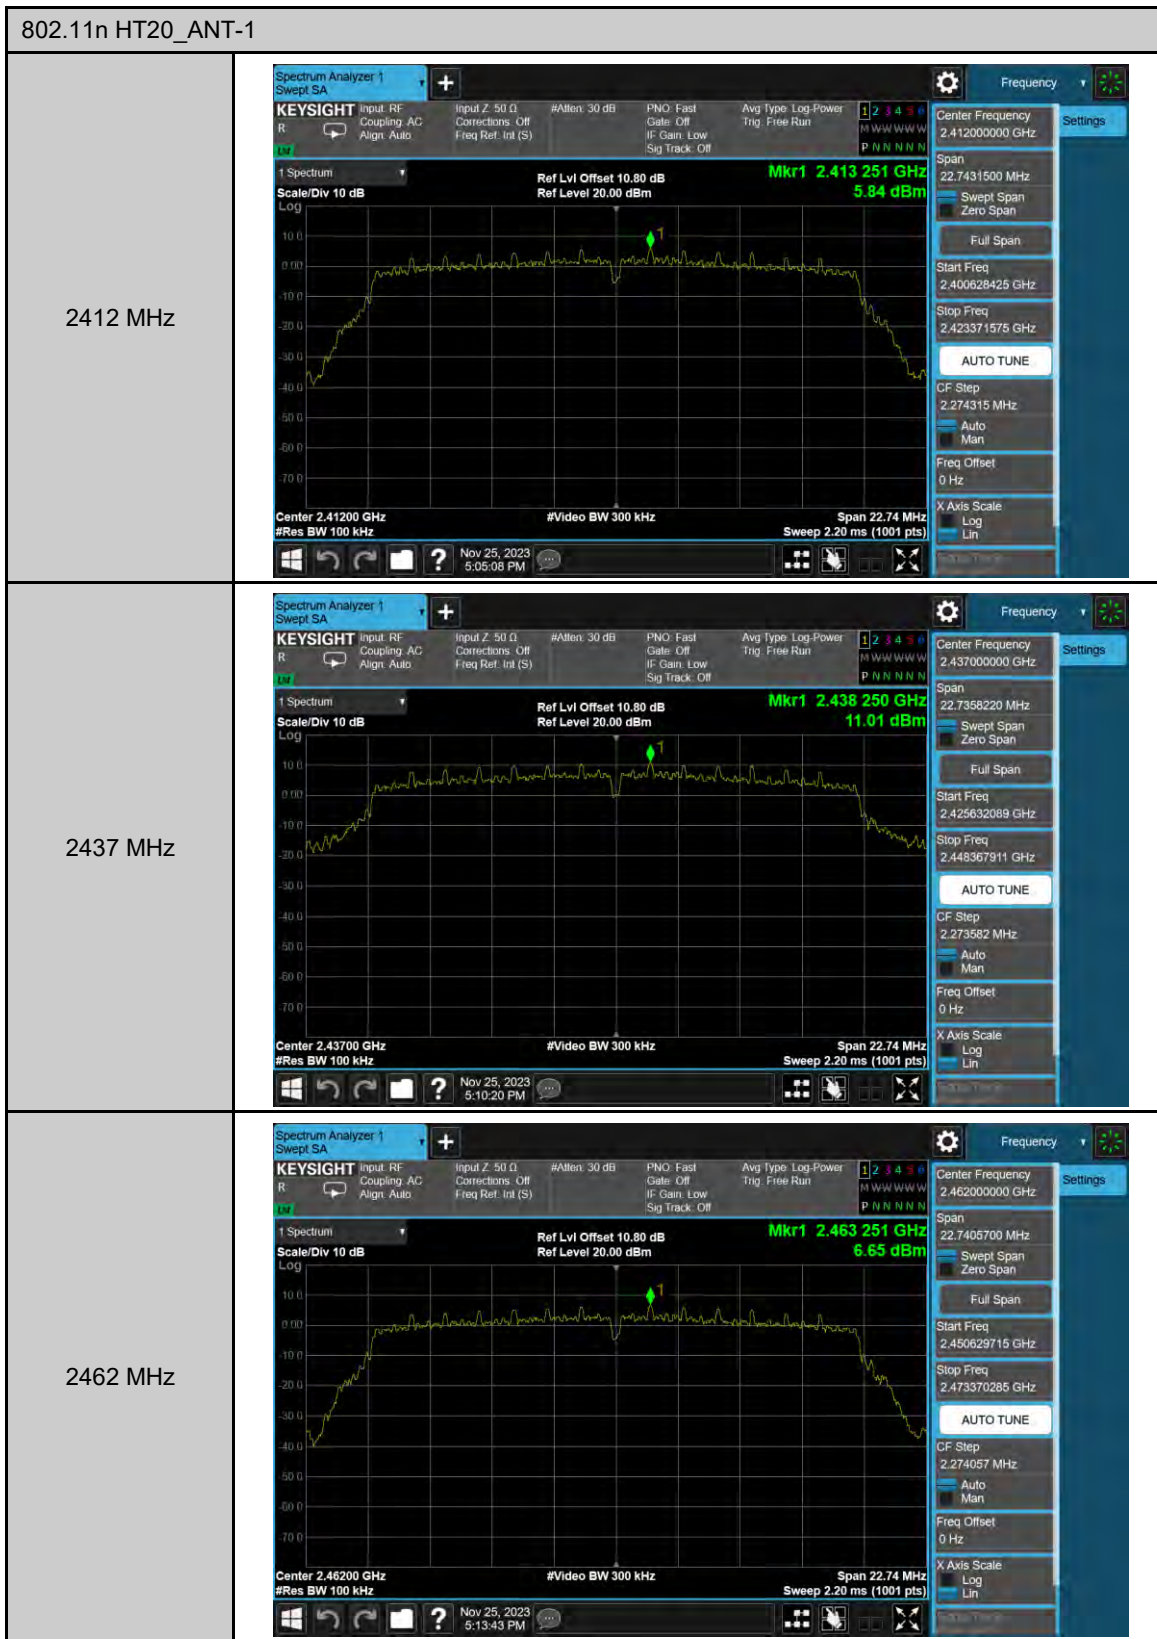 802.11n HT20_ANT-1
2412 MHz
Spectrum Analyzer 1
Swept SA
Frequency
KEYSIGHT
R
Input: RF
Coupling: AC
Align: Auto
Input Z: 50 Ω
Corrections: Off
Freq Ref: Int (S)
#Atten: 30 dB
PNO: Fast
Gate: Off
IF Gain: Low
Sig Track: Off
Avg Type: Log-Power
Trig: Free Run
1 2 3 4 5 6
M W W W W W
P N N N N N
1 Spectrum
Scale/Div 10 dB
Log
Ref Lvl Offset 10.80 dB
Ref Level 20.00 dBm
Mkr1 2.413 251 GHz
5.84 dBm
1
10.0
0.00
-10.0
-20.0
-30.0
-40.0
-50.0
-60.0
-70.0
Center 2.41200 GHz
#Res BW 100 kHz
#Video BW 300 kHz
Span 22.74 MHz
Sweep 2.20 ms (1001 pts)
Nov 25, 2023
5:05:08 PM
Center Frequency
2.412000000 GHz
Settings
Span
22.7431500 MHz
Swept Span
Zero Span
Full Span
Start Freq
2.400628425 GHz
Stop Freq
2.423371575 GHz
AUTO TUNE
CF Step
2.274315 MHz
Auto
Man
Freq Offset
0 Hz
X Axis Scale
Log
Lin
2437 MHz
Spectrum Analyzer 1
Swept SA
Frequency
KEYSIGHT
R
Input: RF
Coupling: AC
Align: Auto
Input Z: 50 Ω
Corrections: Off
Freq Ref: Int (S)
#Atten: 30 dB
PNO: Fast
Gate: Off
IF Gain: Low
Sig Track: Off
Avg Type: Log-Power
Trig: Free Run
1 2 3 4 5 6
M W W W W W
P N N N N N
1 Spectrum
Scale/Div 10 dB
Log
Ref Lvl Offset 10.80 dB
Ref Level 20.00 dBm
Mkr1 2.438 250 GHz
11.01 dBm
1
10.0
0.00
-10.0
-20.0
-30.0
-40.0
-50.0
-60.0
-70.0
Center 2.43700 GHz
#Res BW 100 kHz
#Video BW 300 kHz
Span 22.74 MHz
Sweep 2.20 ms (1001 pts)
Nov 25, 2023
5:10:20 PM
Center Frequency
2.437000000 GHz
Settings
Span
22.7358220 MHz
Swept Span
Zero Span
Full Span
Start Freq
2.425632089 GHz
Stop Freq
2.448367911 GHz
AUTO TUNE
CF Step
2.273582 MHz
Auto
Man
Freq Offset
0 Hz
X Axis Scale
Log
Lin
2462 MHz
Spectrum Analyzer 1
Swept SA
Frequency
KEYSIGHT
R
Input: RF
Coupling: AC
Align: Auto
Input Z: 50 Ω
Corrections: Off
Freq Ref: Int (S)
#Atten: 30 dB
PNO: Fast
Gate: Off
IF Gain: Low
Sig Track: Off
Avg Type: Log-Power
Trig: Free Run
1 2 3 4 5 6
M W W W W W
P N N N N N
1 Spectrum
Scale/Div 10 dB
Log
Ref Lvl Offset 10.80 dB
Ref Level 20.00 dBm
Mkr1 2.463 251 GHz
6.65 dBm
1
10.0
0.00
-10.0
-20.0
-30.0
-40.0
-50.0
-60.0
-70.0
Center 2.46200 GHz
#Res BW 100 kHz
#Video BW 300 kHz
Span 22.74 MHz
Sweep 2.20 ms (1001 pts)
Nov 25, 2023
5:13:43 PM
Center Frequency
2.462000000 GHz
Settings
Span
22.7405700 MHz
Swept Span
Zero Span
Full Span
Start Freq
2.450629715 GHz
Stop Freq
2.473370285 GHz
AUTO TUNE
CF Step
2.274057 MHz
Auto
Man
Freq Offset
0 Hz
X Axis Scale
Log
Lin